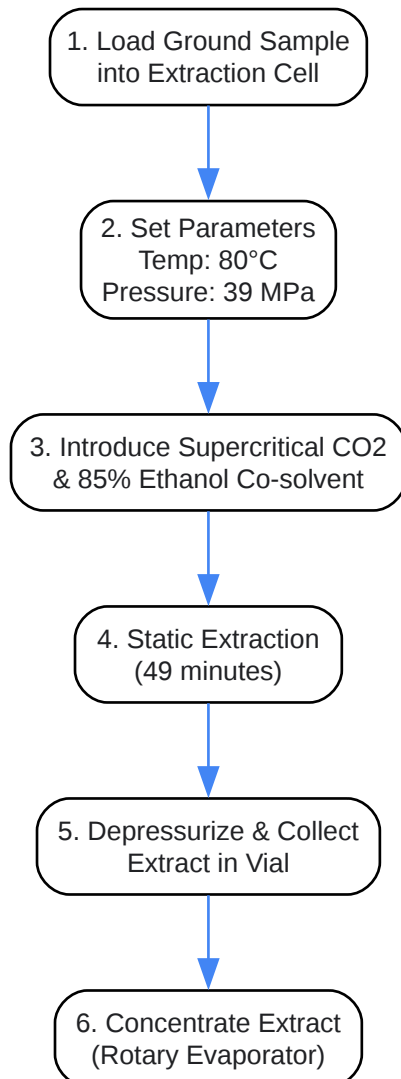 1. Load Ground Sample
into Extraction Cell
2. Set Parameters
Temp: 80°C
Pressure: 39 MPa
3. Introduce Supercritical CO2
& 85% Ethanol Co-solvent
4. Static Extraction
(49 minutes)
5. Depressurize & Collect
Extract in Vial
6. Concentrate Extract
(Rotary Evaporator)